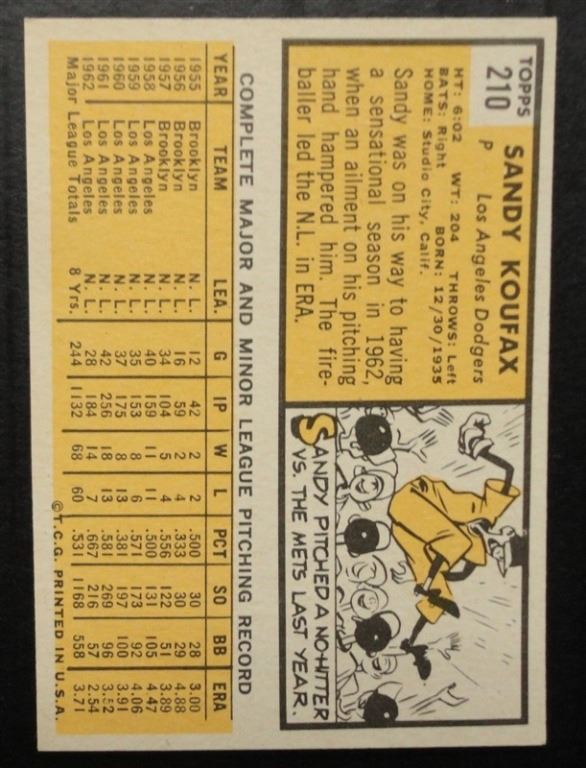 TOPPS
210
SANDY KOUFAX
P
Los Angeles Dodgers
HT: 6:02 WT: 204 THROWS: Left
BATS: Right BORN: 12/30/1935
HOME: Studio City, Calif.
Sandy was on his way to having
a sensational season in 1962,
when an ailment on his pitching
hand hampered him. The fire-
baller led the N.L. in ERA.
SANDY PITCHED A NO-HITTER
VS. THE METS LAST YEAR.
COMPLETE MAJOR AND MINOR LEAGUE PITCHING RECORD
YEAR TEAM LEA. G IP W L PCT SO BB ERA
1955 Brooklyn N. L. 12 42 2 2 .500 30 28 3.00
1956 Brooklyn N. L. 16 59 2 4 .333 30 29 4.88
1957 Brooklyn N. L. 34 104 5 4 .556 122 51 3.89
1958 Los Angeles N. L. 40 159 11 11 .500 131 105 4.47
1959 Los Angeles N. L. 35 153 8 6 .571 173 92 4.06
1960 Los Angeles N. L. 37 175 8 13 .381 197 100 3.91
1961 Los Angeles N. L. 42 256 18 13 .581 269 96 3.52
1962 Los Angeles N. L. 28 184 14 7 .667 216 57 2.54
Major League Totals 8 Yrs. 244 1132 68 60 .531 1168 558 3.71
©T.C.G. PRINTED IN U.S.A.